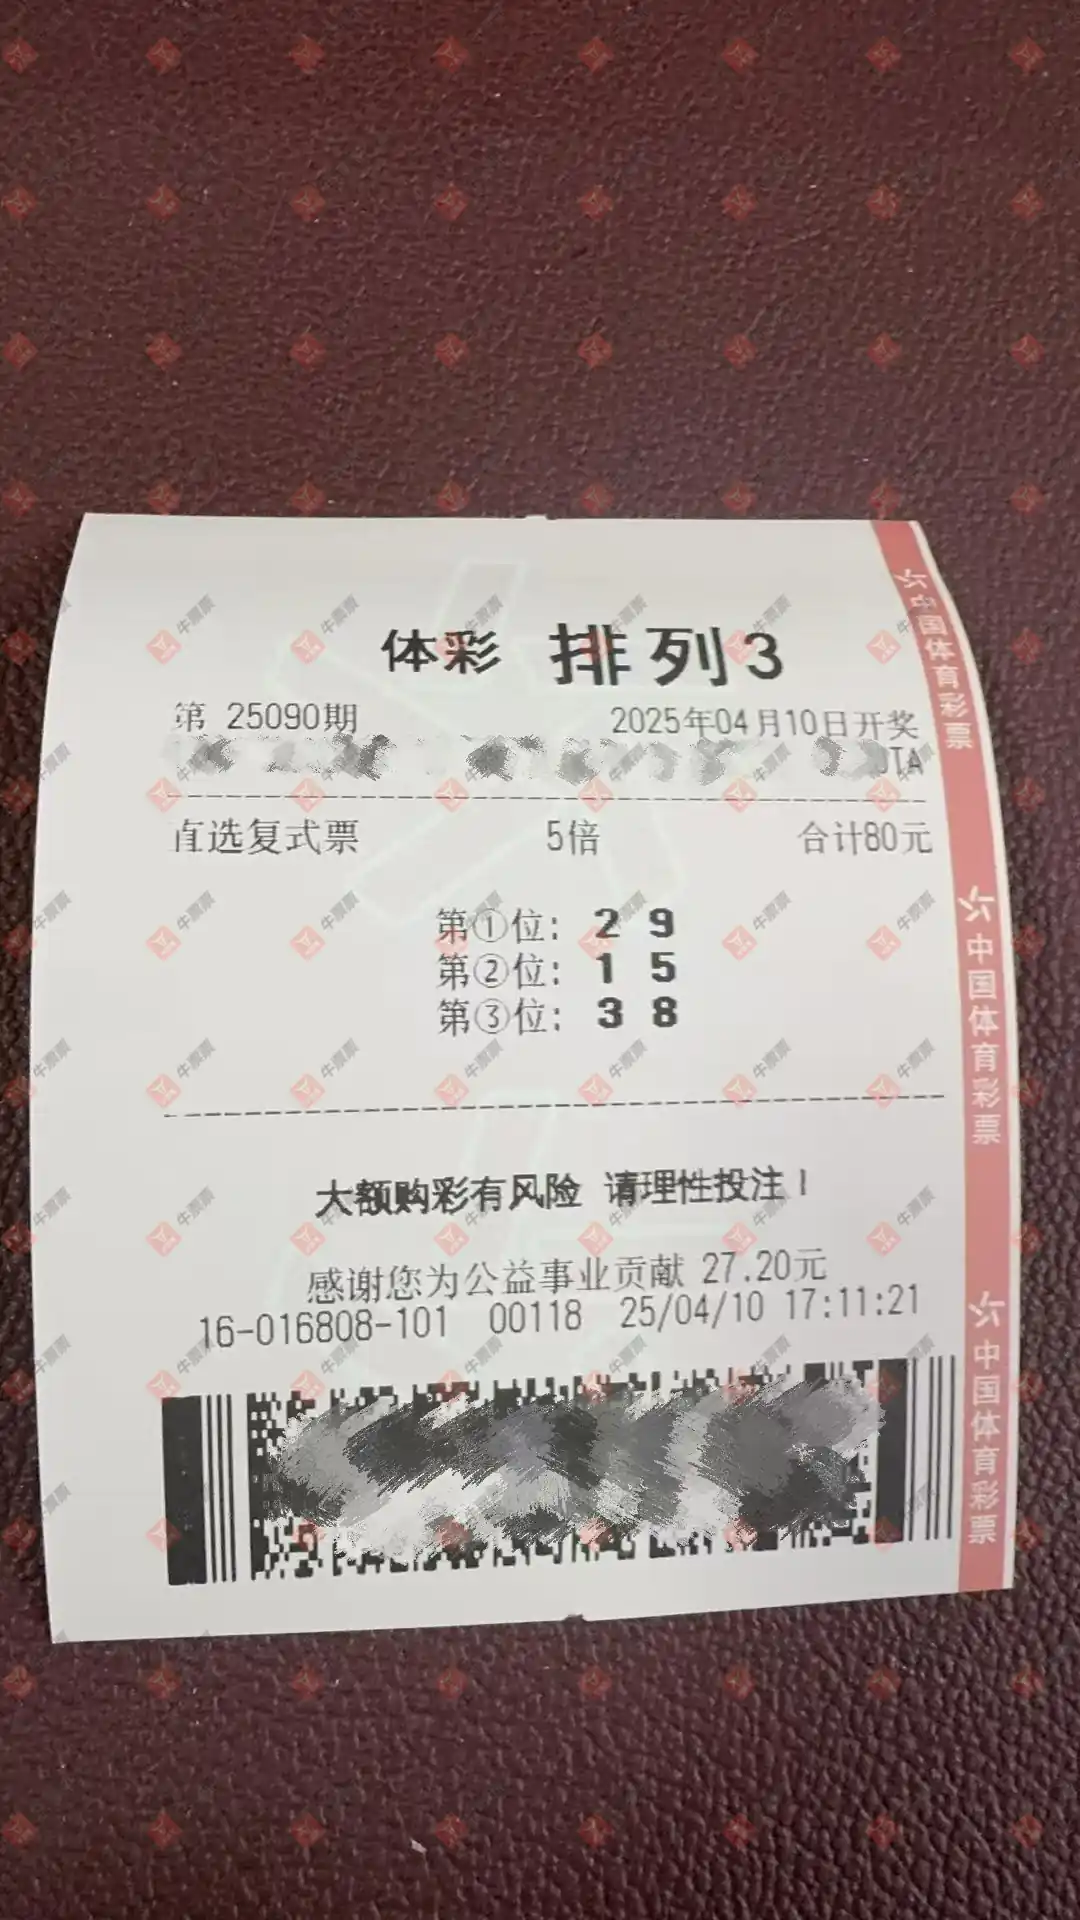 体彩 排列3
第 25090期 2025年04月10日开奖
直选复式票 5倍 合计80元
第①位: 2 9
第②位: 1 5
第③位: 3 8
大额购彩有风险 请理性投注！
感谢您为公益事业贡献 27.20元
16-016808-101 00118 25/04/10 17:11:21
中国体育彩票
中国体育彩票
中国体育彩票
牛票票